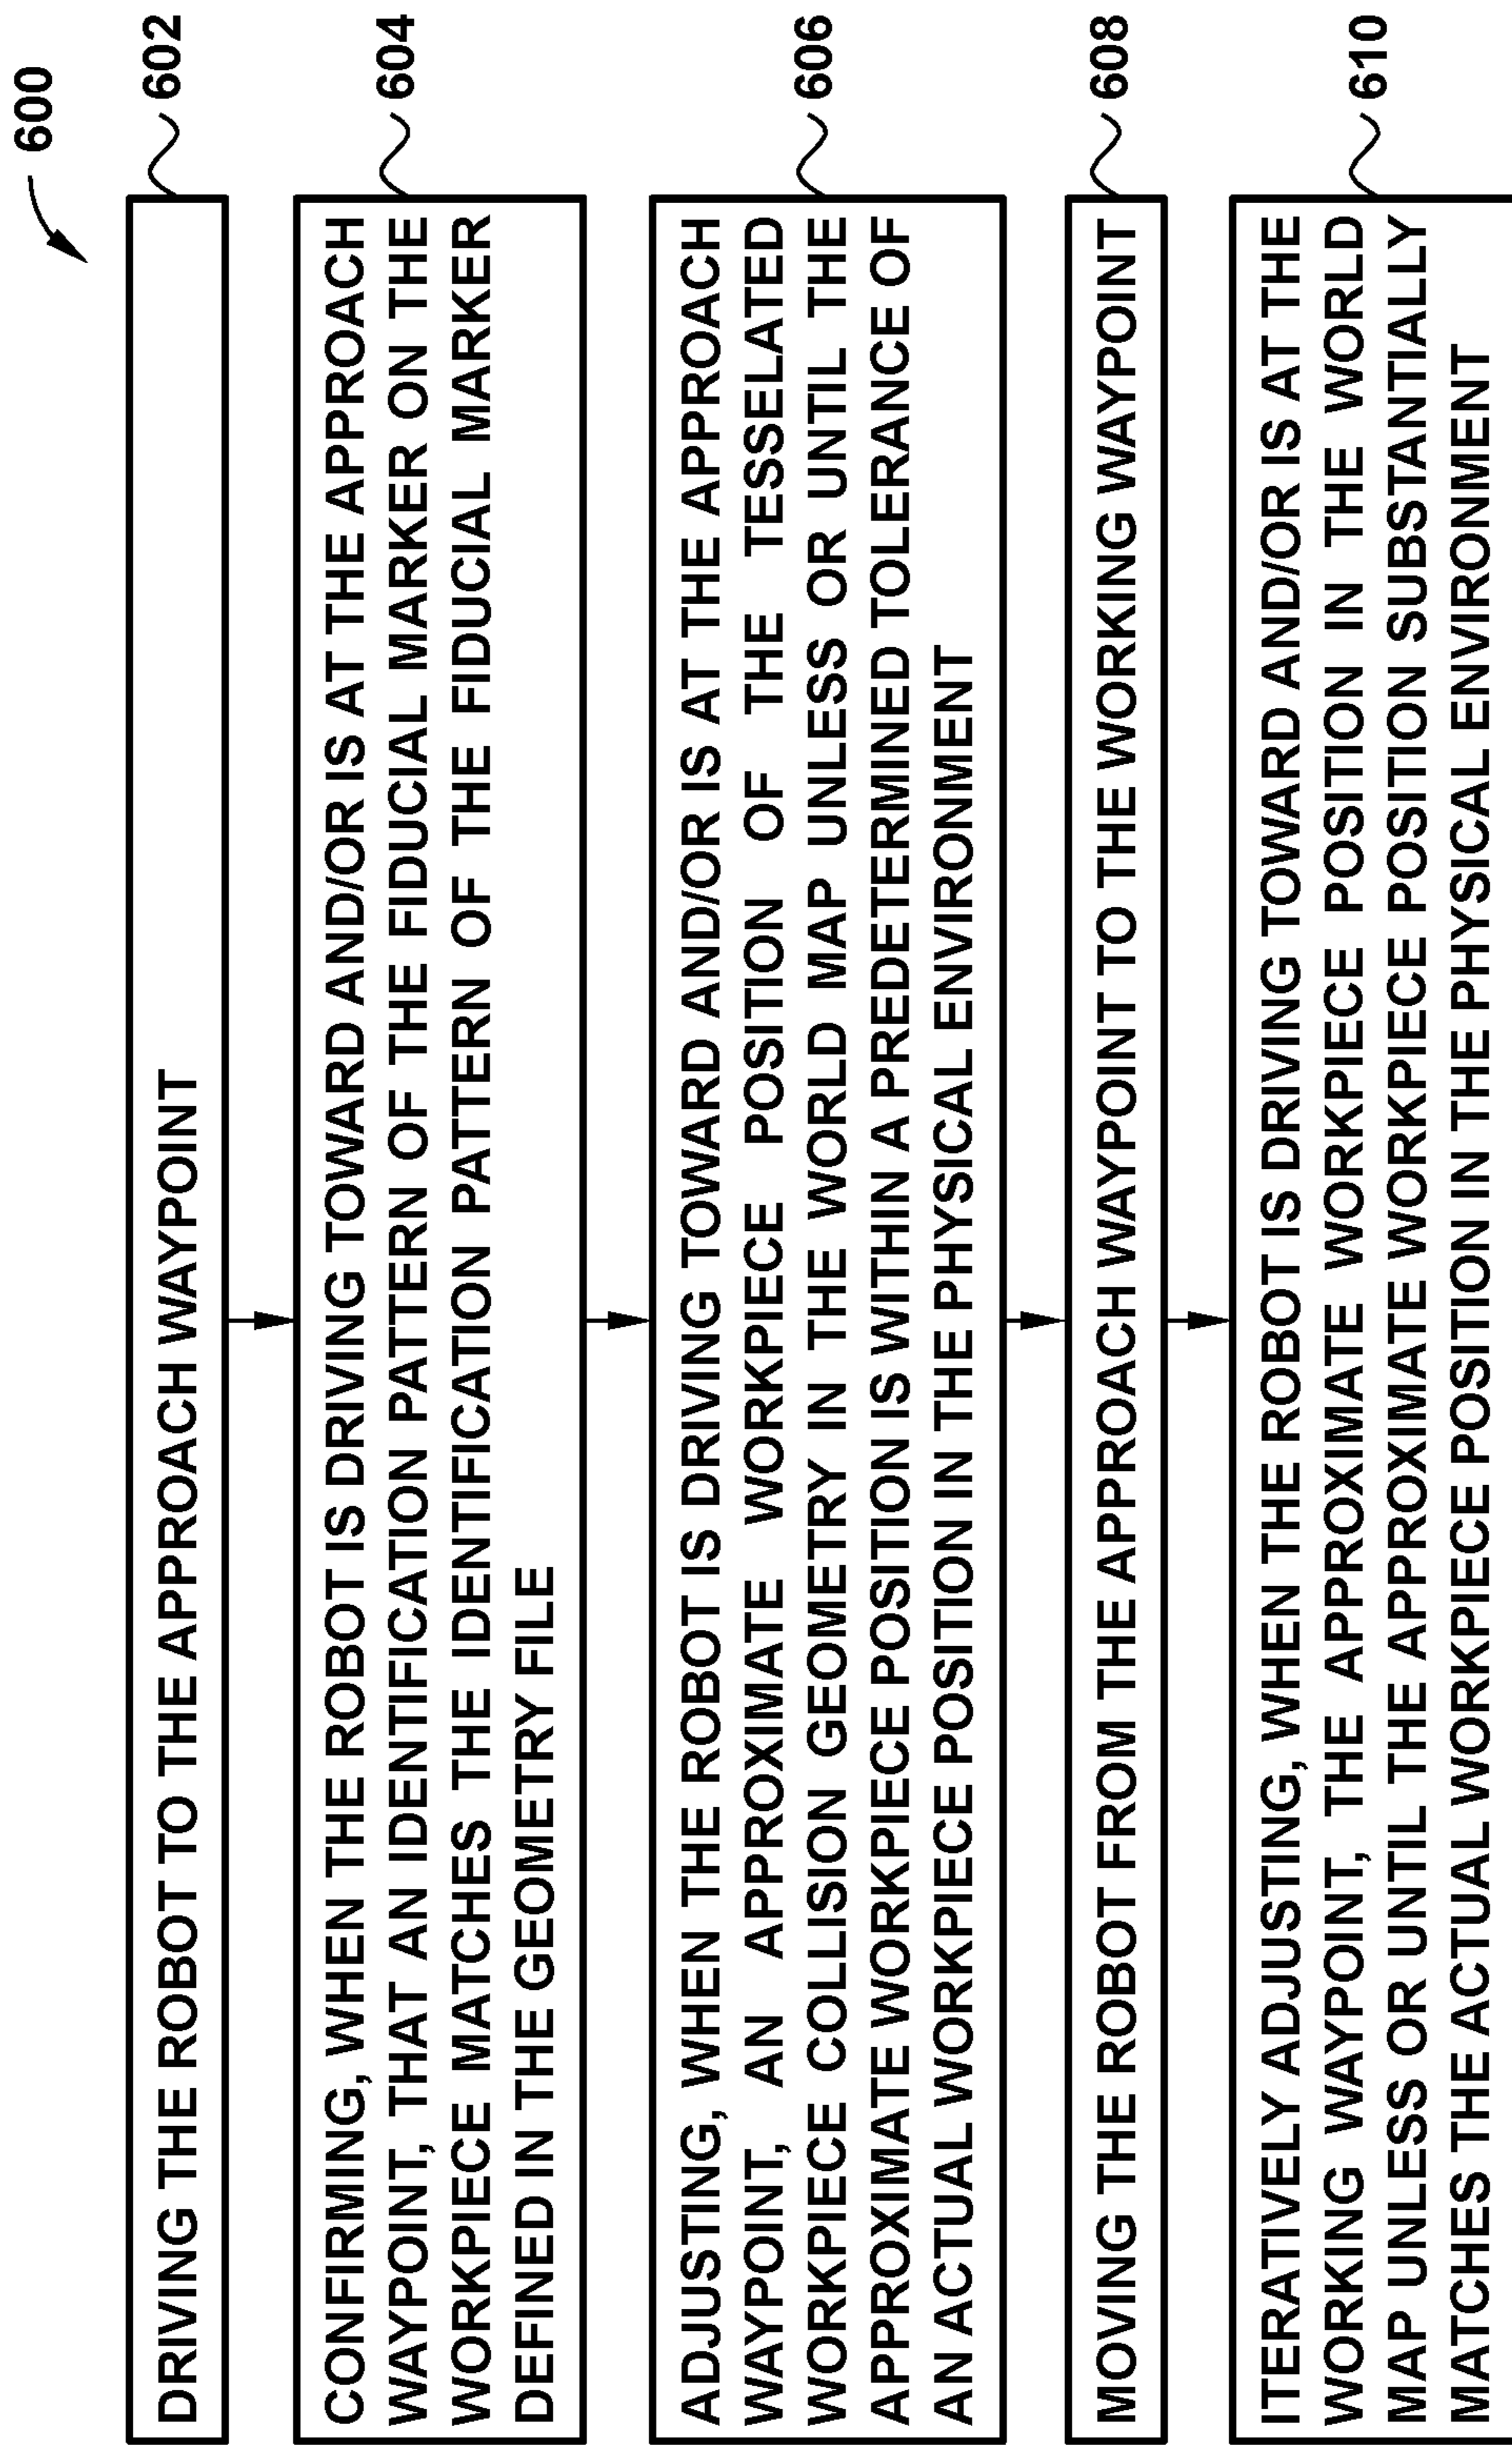 600
DRIVING THE ROBOT TO THE APPROACH WAYPOINT
602
CONFIRMING, WHEN THE ROBOT IS DRIVING TOWARD AND/OR IS AT THE APPROACH
WAYPOINT, THAT AN IDENTIFICATION PATTERN OF THE FIDUCIAL MARKER ON THE
WORKPIECE MATCHES THE IDENTIFICATION PATTERN OF THE FIDUCIAL MARKER
DEFINED IN THE GEOMETRY FILE
604
ADJUSTING, WHEN THE ROBOT IS DRIVING TOWARD AND/OR IS AT THE APPROACH
WAYPOINT, AN APPROXIMATE WORKPIECE POSITION OF THE TESSELATED
WORKPIECE COLLISION GEOMETRY IN THE WORLD MAP UNLESS OR UNTIL THE
APPROXIMATE WORKPIECE POSITION IS WITHIN A PREDETERMINED TOLERANCE OF
AN ACTUAL WORKPIECE POSITION IN THE PHYSICAL ENVIRONMENT
606
MOVING THE ROBOT FROM THE APPROACH WAYPOINT TO THE WORKING WAYPOINT
608
ITERATIVELY ADJUSTING, WHEN THE ROBOT IS DRIVING TOWARD AND/OR IS AT THE
WORKING WAYPOINT, THE APPROXIMATE WORKPIECE POSITION IN THE WORLD
MAP UNLESS OR UNTIL THE APPROXIMATE WORKPIECE POSITION SUBSTANTIALLY
MATCHES THE ACTUAL WORKPIECE POSITION IN THE PHYSICAL ENVIRONMENT
610